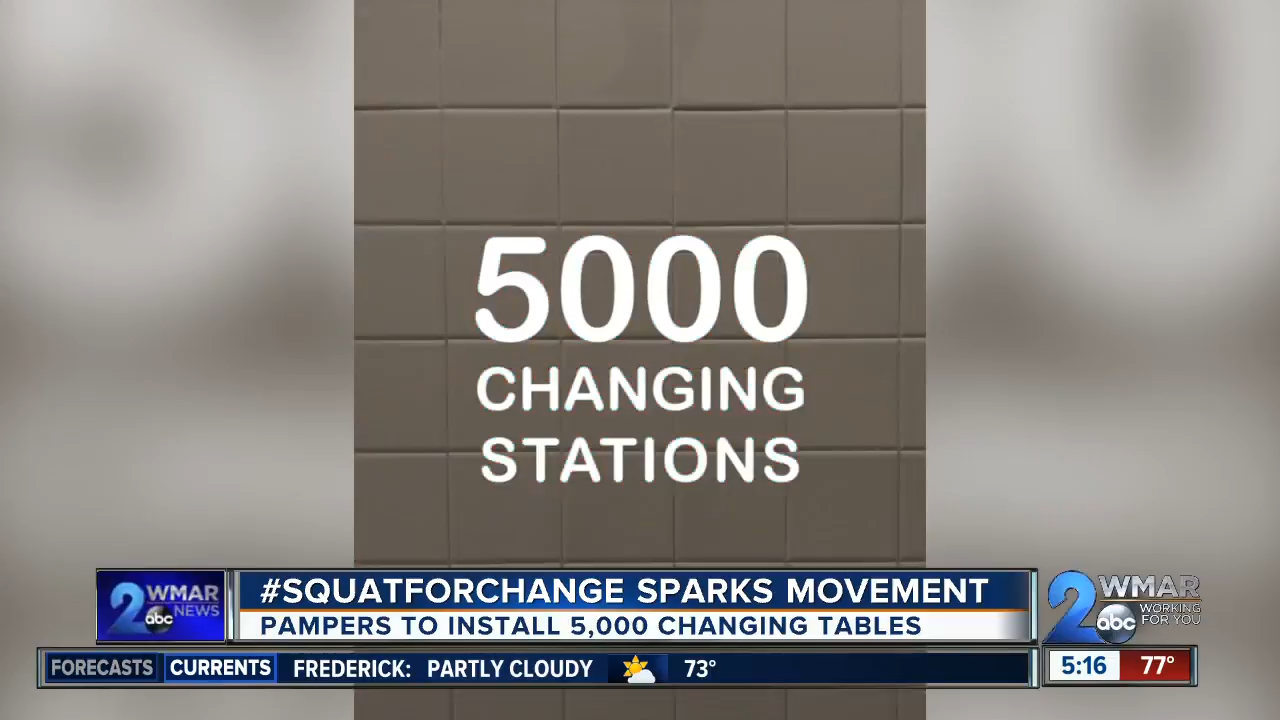 5000
CHANGING
STATIONS
2 WMAR NEWS abc
#SQUATFORCHANGE SPARKS MOVEMENT
PAMPERS TO INSTALL 5,000 CHANGING TABLES
2 WMAR abc WORKING FOR YOU
FORECASTS CURRENTS FREDERICK: PARTLY CLOUDY 73° 5:16 77°